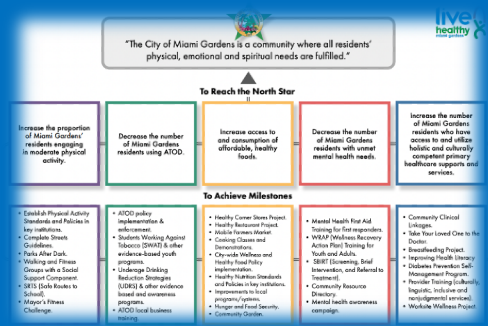 live
healthy
miami gardens
"The City of Miami Gardens is a community where all residents'
physical, emotional and spiritual needs are fulfilled."
To Reach the North Star
Increase the proportion
of Miami Gardens'
residents engaging
in moderate physical
activity.
Decrease the number
of Miami Gardens
residents using ATOD.
Increase access to
and consumption of
affordable, healthy
foods.
Decrease the number
of Miami Gardens
residents with unmet
mental health needs.
Increase the number
of Miami Gardens
residents who have
access to and utilize
holistic and culturally
competent primary
healthcare supports and
services.
To Achieve Milestones
• Establish Physical Activity
Standards and Policies in
key institutions.
• Complete Streets
Guidelines.
• Parks After Dark.
• Walking and Fitness
Groups with a Social
Support Component.
• SRTS (Safe Routes to
School).
• Mayor's Fitness
Challenge.
• ATOD policy
implementation &
enforcement.
• Students Working Against
Tobacco (SWAT) & other
evidence-based youth
programs.
• Underage Drinking
Reduction Strategies
(UDRS) & other evidence
based and awareness
programs.
• ATOD local business
training.
• Healthy Corner Stores Project.
• Healthy Restaurant Project.
• Mobile Farmers Market
• Cooking Classes and
Demonstrations.
• City-wide Wellness and
Healthy Food Policy
implementation.
• Healthy Nutrition Standards
and Policies in key institutions.
• Improvements to local
programs/systems.
• Hunger and Food Security.
• Community Garden.
• Mental Health First Aid
Training for first responders.
• WRAP (Wellness Recovery
Action Plan) Training for
Youth and Adults.
• SBIRT (Screening, Brief
Intervention, and Referral to
Treatment).
• Community Resource
Directory.
• Mental health awareness
campaign.
• Community Clinical
Linkages.
• Take Your Loved One to the
Doctor.
• Breastfeeding Project.
• Improving Health Literacy
• Diabetes Prevention Self-
Management Program.
• Provider Training (culturally,
linguistic, inclusive and
nonjudgmental services).
• Worksite Wellness Project.